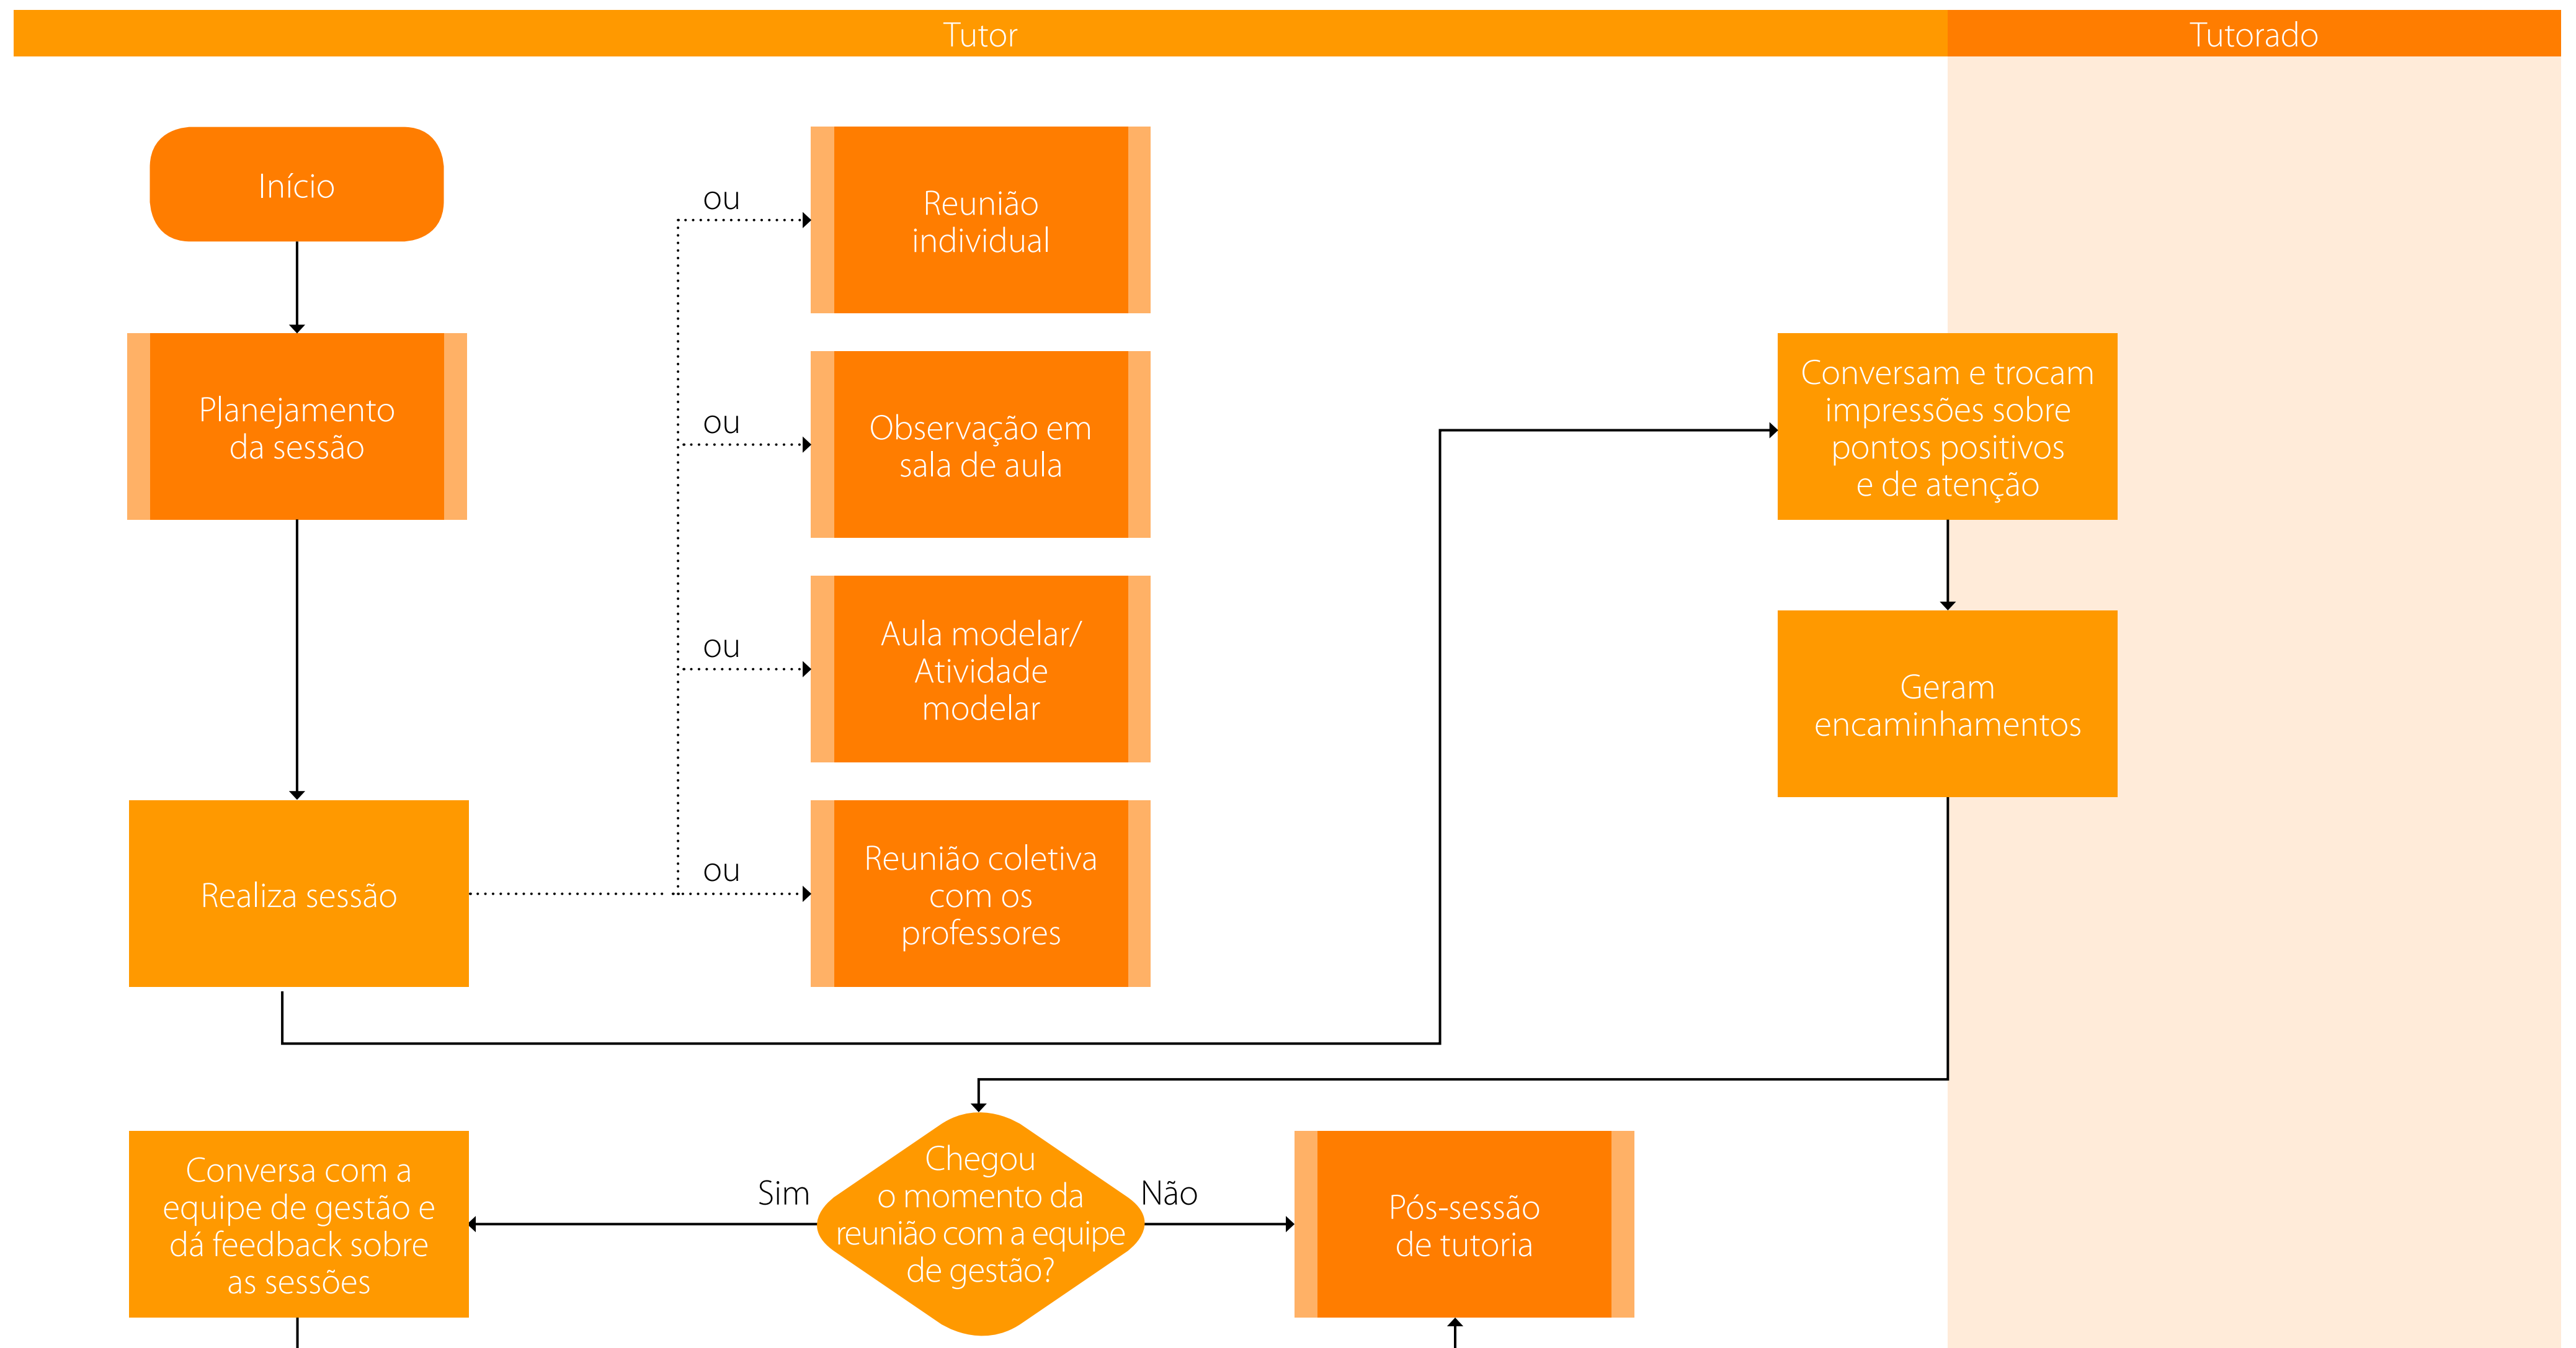 Tutor
Tutorado
Início
Planejamento
da sessão
Realiza sessão
ou
Reunião
individual
ou
Observação em
sala de aula
ou
Aula modelar/
Atividade
modelar
ou
Reunião coletiva
com os
professores
Conversam e trocam
impressões sobre
pontos positivos
e de atenção
Geram
encaminhamentos
Chegou
o momento da
reunião com a equipe
de gestão?
Sim
Não
Conversa com a
equipe de gestão e
dá feedback sobre
as sessões
Pós-sessão
de tutoria